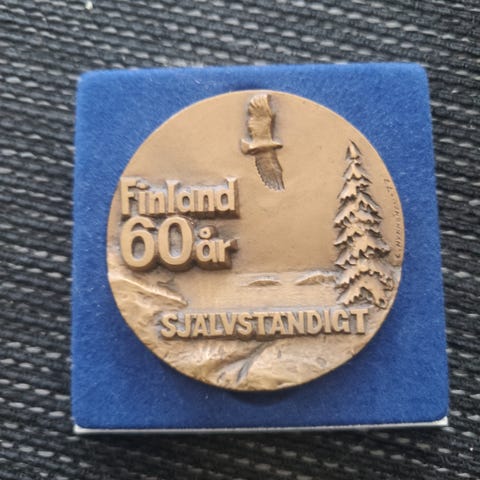 Finland
60 år
SJÄLVSTÄNDIGT